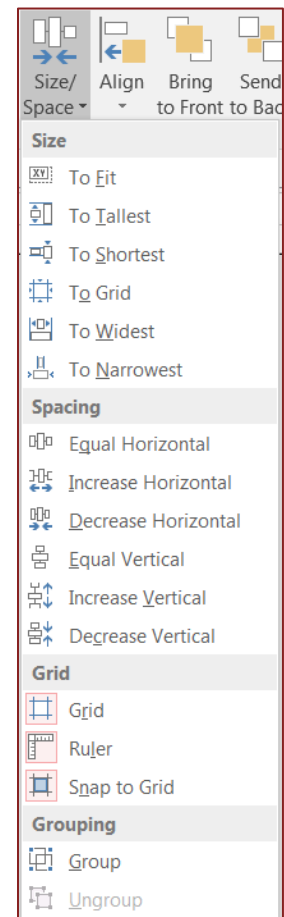 Size/ Align Bring Send
Space to Front to Bac
Size
XY To Fit
To Tallest
To Shortest
To Grid
To Widest
To Narrowest
Spacing
Equal Horizontal
Increase Horizontal
Decrease Horizontal
Equal Vertical
Increase Vertical
Decrease Vertical
Grid
Grid
Ruler
Snap to Grid
Grouping
Group
Ungroup